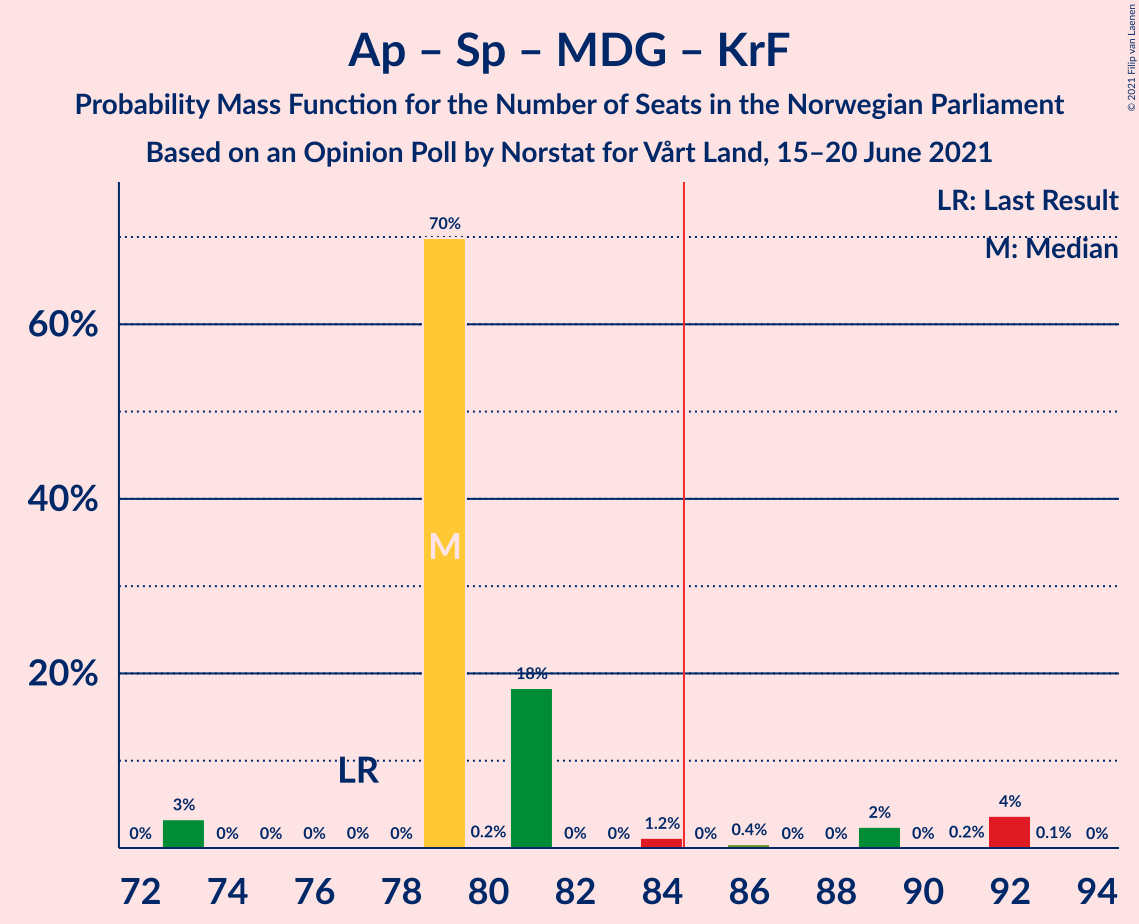 Ap – Sp – MDG – KrF
Probability Mass Function for the Number of Seats in the Norwegian Parliament
Based on an Opinion Poll by Norstat for Vårt Land, 15–20 June 2021
© 2021 Filip van Laenen
LR: Last Result
M: Median
60%
40%
20%
LR
M
0% 3% 0% 0% 0% 0% 0% 70% 0.2% 18% 0% 0% 1.2% 0% 0.4% 0% 0% 2% 0% 0.2% 4% 0.1% 0%
72 74 76 78 80 82 84 86 88 90 92 94